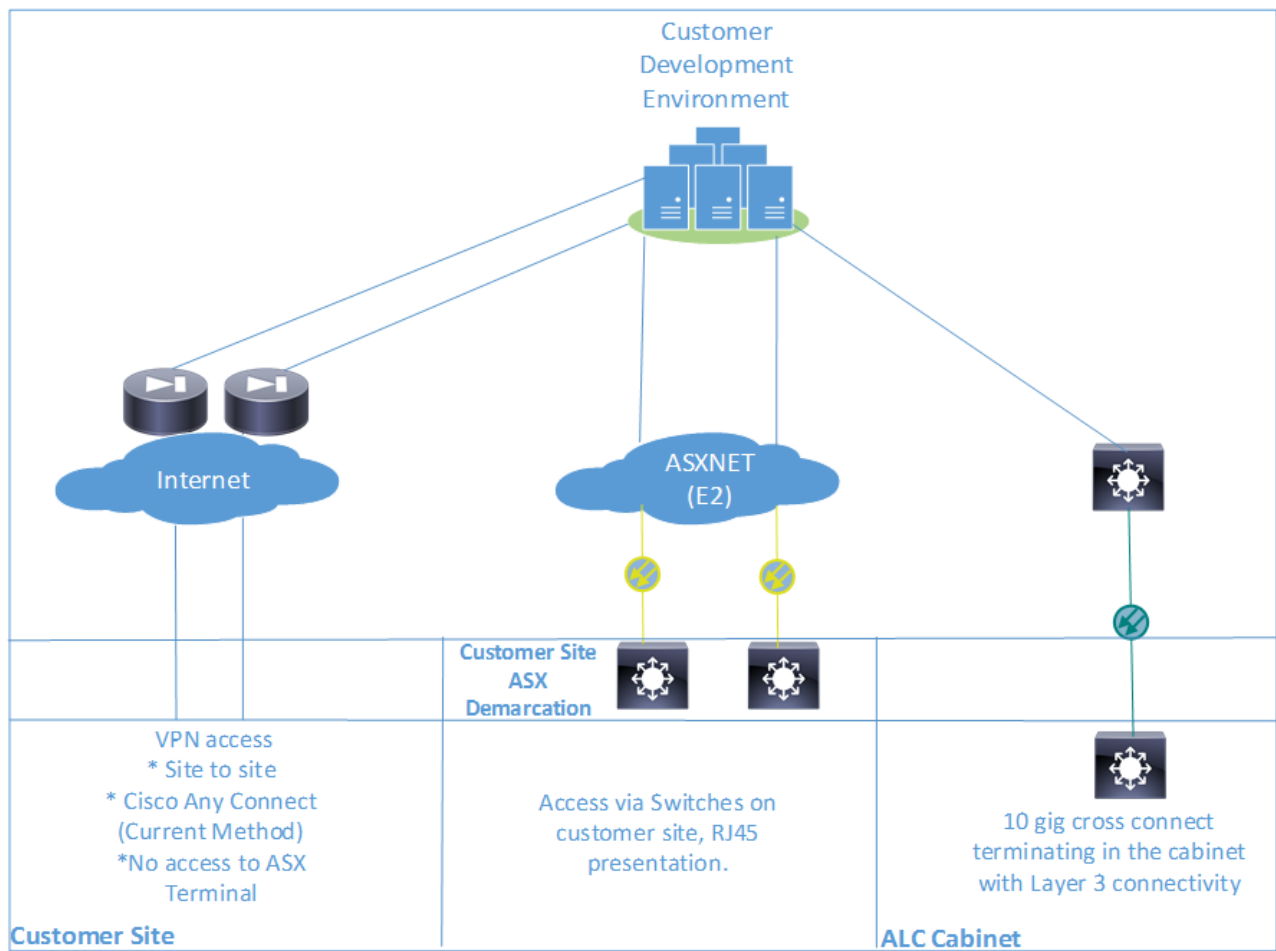 Customer
Development
Environment
Internet
ASXNET
(E2)
Customer Site
ASX
Demarcation
VPN access
* Site to site
* Cisco Any Connect
(Current Method)
*No access to ASX
Terminal
Access via Switches on
customer site, RJ45
presentation.
10 gig cross connect
terminating in the cabinet
with Layer 3 connectivity
Customer Site
ALC Cabinet